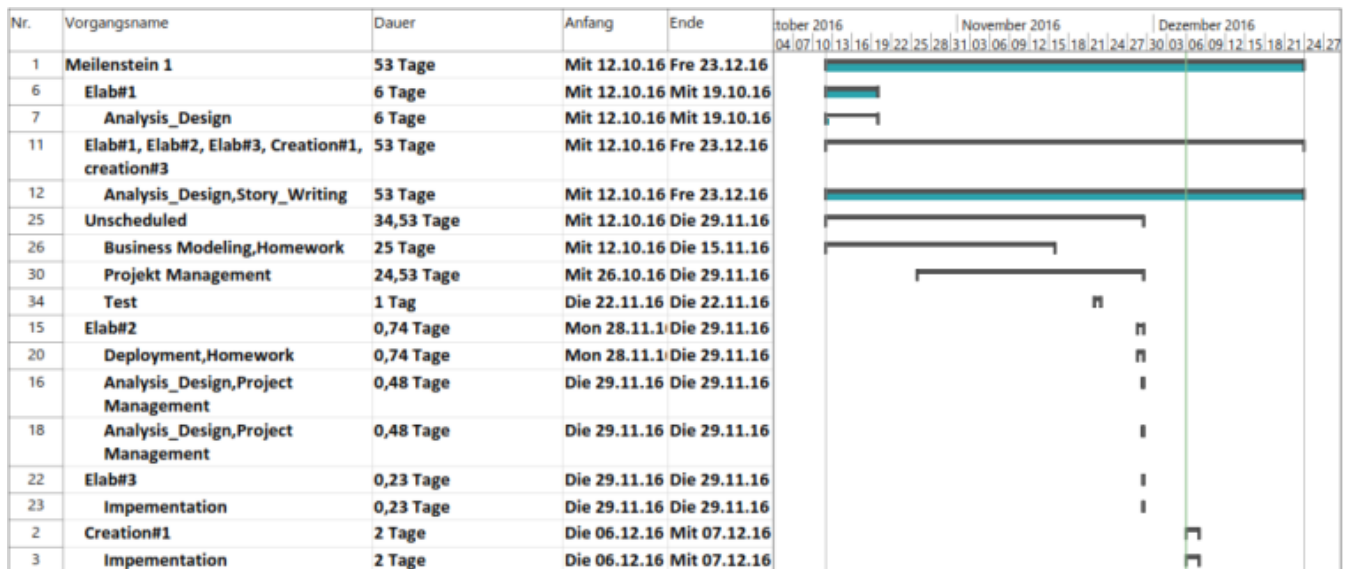 Nr. Vorgangsname Dauer Anfang Ende tober 2016 November 2016 Dezember 2016
04 07 10 13 16 19 22 25 28 31 03 06 09 12 15 18 21 24 27 30 03 06 09 12 15 18 21 24 27
1 Meilenstein 1 53 Tage Mit 12.10.16 Fre 23.12.16
6 Elab#1 6 Tage Mit 12.10.16 Mit 19.10.16
7 Analysis_Design 6 Tage Mit 12.10.16 Mit 19.10.16
11 Elab#1, Elab#2, Elab#3, Creation#1, 53 Tage Mit 12.10.16 Fre 23.12.16
creation#3
12 Analysis_Design,Story_Writing 53 Tage Mit 12.10.16 Fre 23.12.16
25 Unscheduled 34,53 Tage Mit 12.10.16 Die 29.11.16
26 Business Modeling,Homework 25 Tage Mit 12.10.16 Die 15.11.16
30 Projekt Management 24,53 Tage Mit 26.10.16 Die 29.11.16
34 Test 1 Tag Die 22.11.16 Die 22.11.16
15 Elab#2 0,74 Tage Mon 28.11.1 Die 29.11.16
20 Deployment,Homework 0,74 Tage Mon 28.11.1 Die 29.11.16
16 Analysis_Design,Project 0,48 Tage Die 29.11.16 Die 29.11.16
Management
18 Analysis_Design,Project 0,48 Tage Die 29.11.16 Die 29.11.16
Management
22 Elab#3 0,23 Tage Die 29.11.16 Die 29.11.16
23 Impementation 0,23 Tage Die 29.11.16 Die 29.11.16
2 Creation#1 2 Tage Die 06.12.16 Mit 07.12.16
3 Impementation 2 Tage Die 06.12.16 Mit 07.12.16